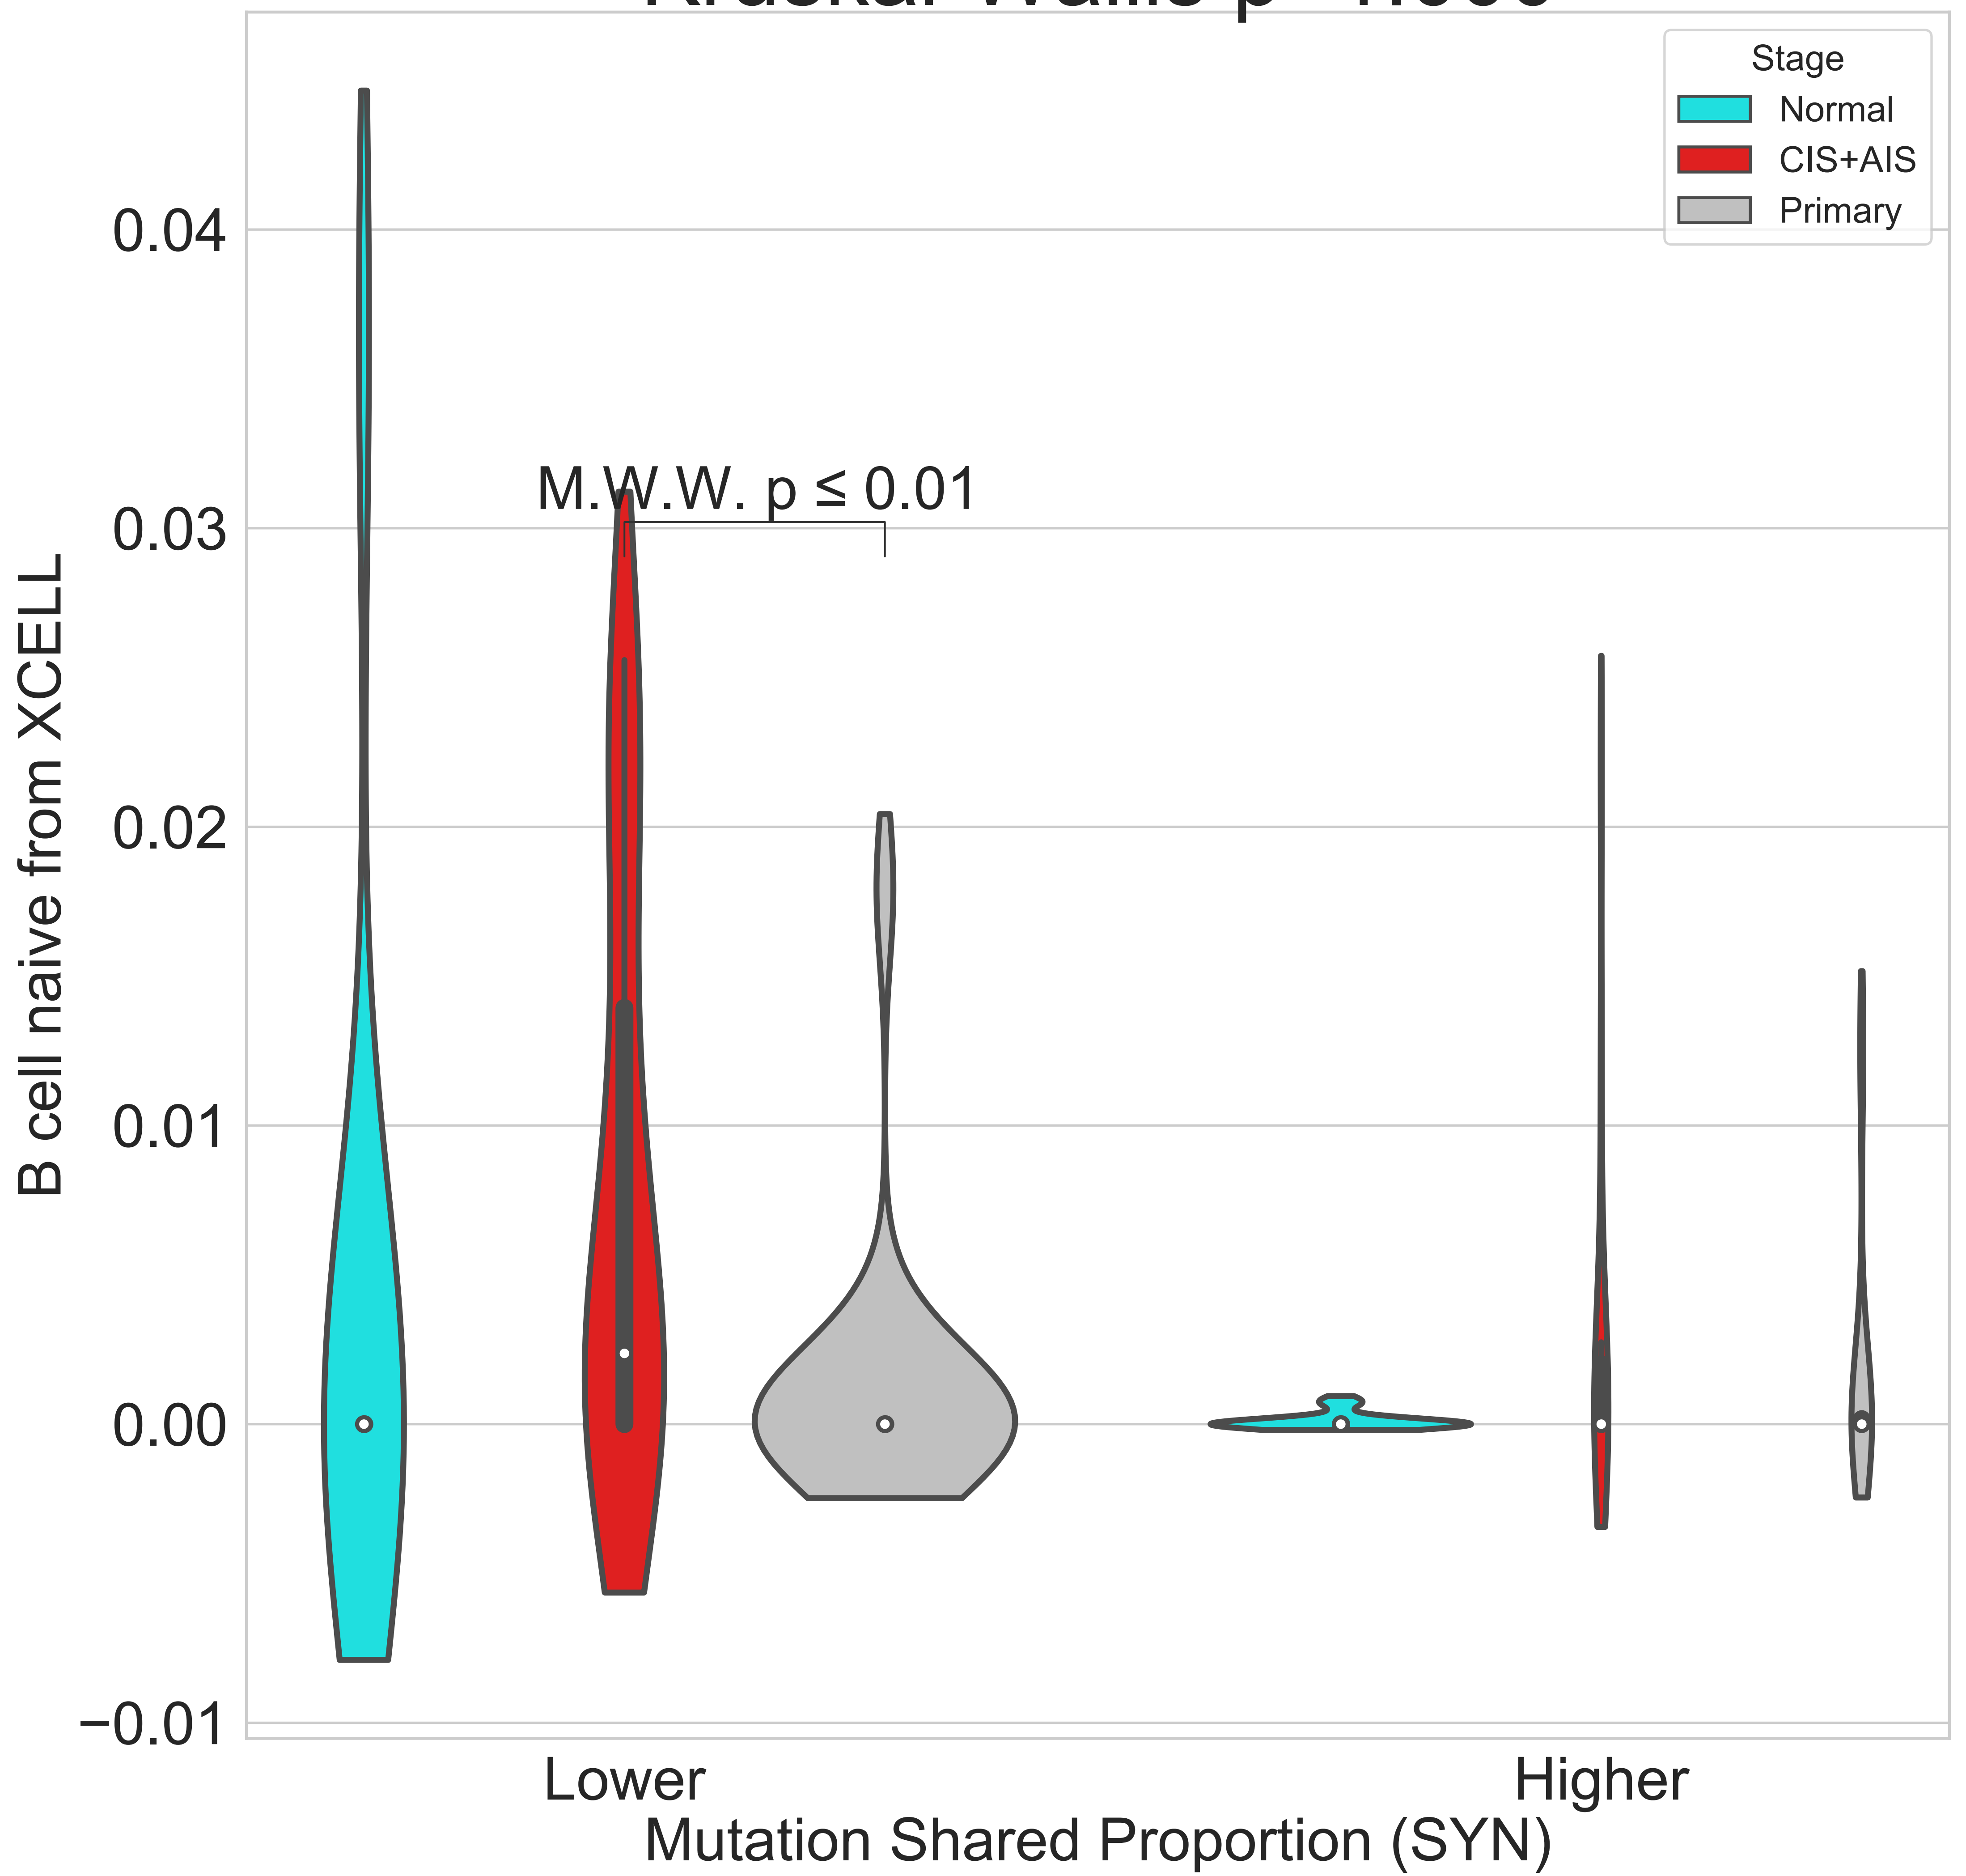 Stage
Normal
CIS+AIS
Primary
0.04
0.03
0.02
0.01
0.00
−0.01
B cell naive from XCELL
M.W.W. p ≤ 0.01
Lower
Higher
Mutation Shared Proportion (SYN)